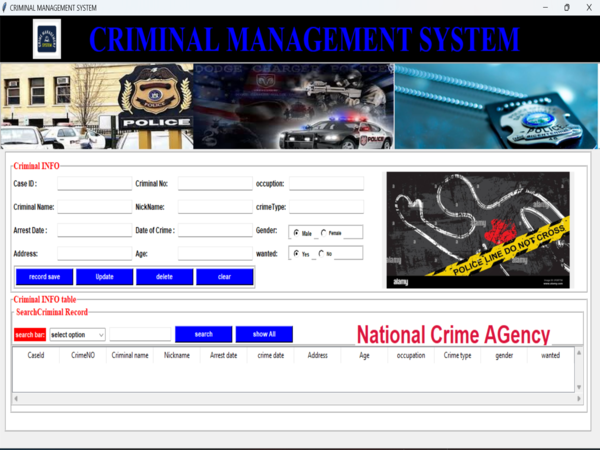 CRIMINAL MANAGEMENT SYSTEM
CRIMINAL MANAGEMENT SYSTEM
POLICE
DODGE CHARGER POLICE
POLICE
POLICE
Criminal INFO
Case ID : Criminal No: occuption:
Criminal Name: NickName: crimeType:
Arrest Date : Date of Crime : Gender: Male Female
Address: Age: wanted: Yes No
record save Update delete clear
alamy
POLICE LINE DO NOT CROSS
alamy
Criminal INFO table
SearchCriminal Record
search bar: select option search show All
National Crime AGency
CaseId CrimeNO Criminal name Nickname Arrest date crime date Address Age occupation Crime type gender wanted